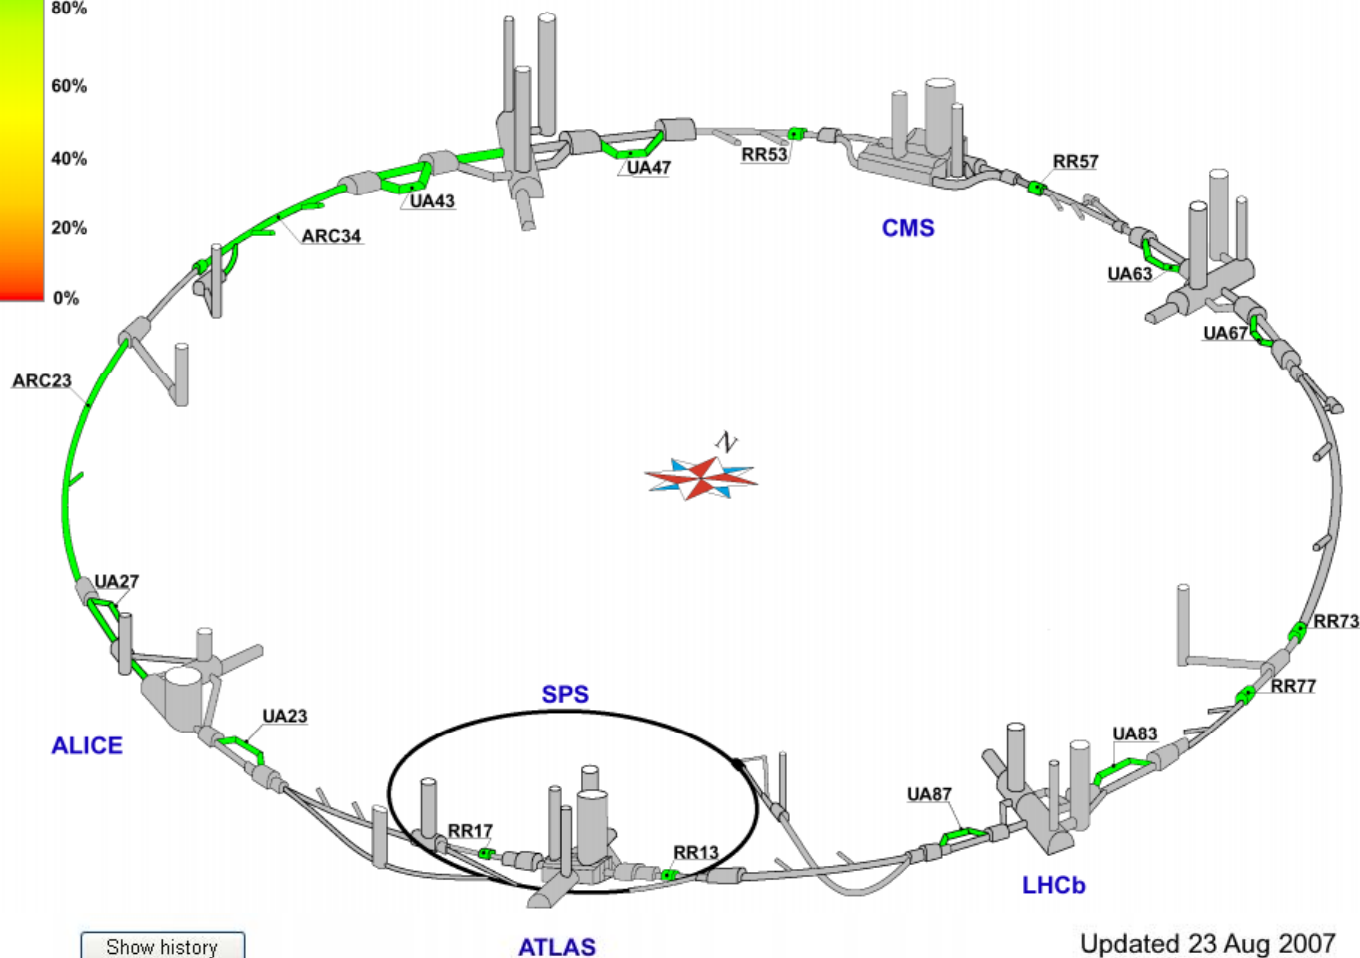 80%
60%
40%
20%
0%
UA47
RR53
RR57
UA43
CMS
ARC34
UA63
UA67
ARC23
N
UA27
RR73
RR77
SPS
UA23
ALICE
UA83
UA87
RR17
RR13
LHCb
Show history
ATLAS
Updated 23 Aug 2007